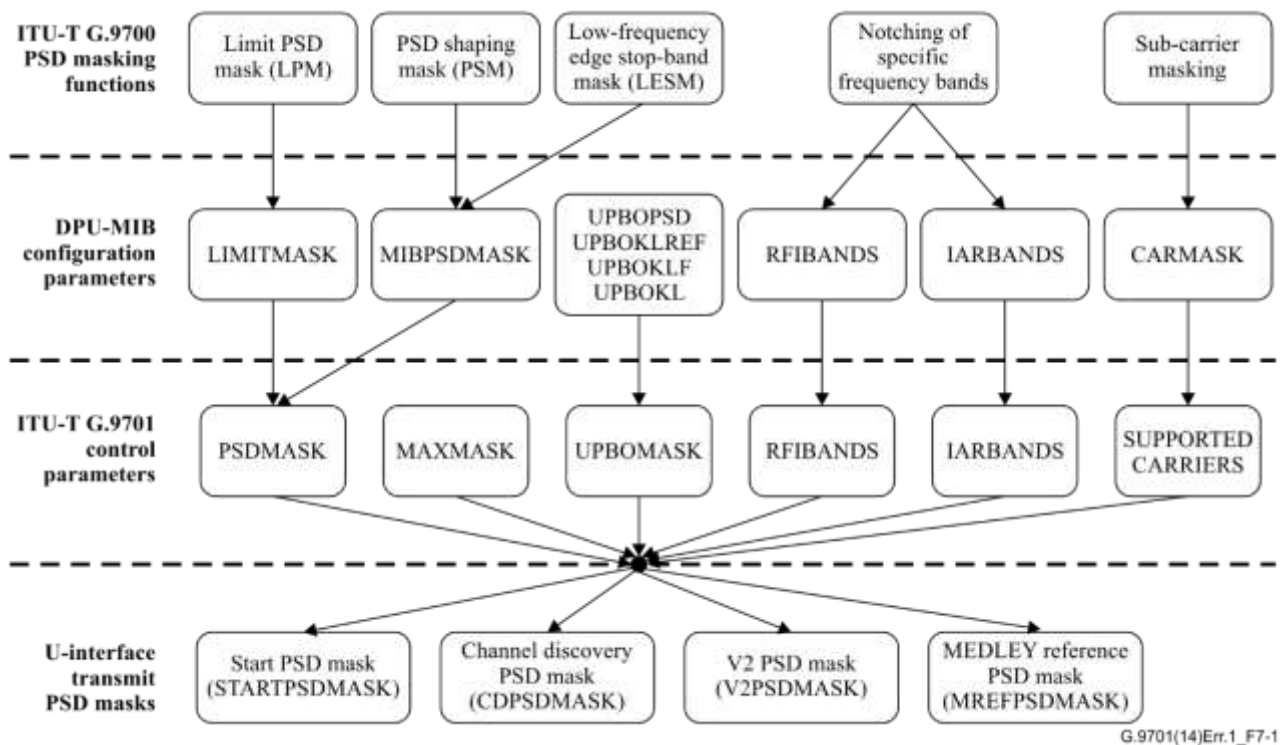 ITU-T G.9700
PSD masking
functions
Limit PSD
mask (LPM)
PSD shaping
mask (PSM)
Low-frequency
edge stop-band
mask (LESM)
Notching of
specific
frequency bands
Sub-carrier
masking
DPU-MIB
configuration
parameters
LIMITMASK
MIBPSDMASK
UPBOPSD
UPBOKLREF
UPBOKLF
UPBOKL
RFIBANDS
IARBANDS
CARMASK
ITU-T G.9701
control
parameters
PSDMASK
MAXMASK
UPBOMASK
RFIBANDS
IARBANDS
SUPPORTED
CARRIERS
U-interface
transmit
PSD masks
Start PSD mask
(STARTPSDMASK)
Channel discovery
PSD mask
(CDPSDMASK)
V2 PSD mask
(V2PSDMASK)
MEDLEY reference
PSD mask
(MREFPSDMASK)
G.9701(14)Err.1_F7-1